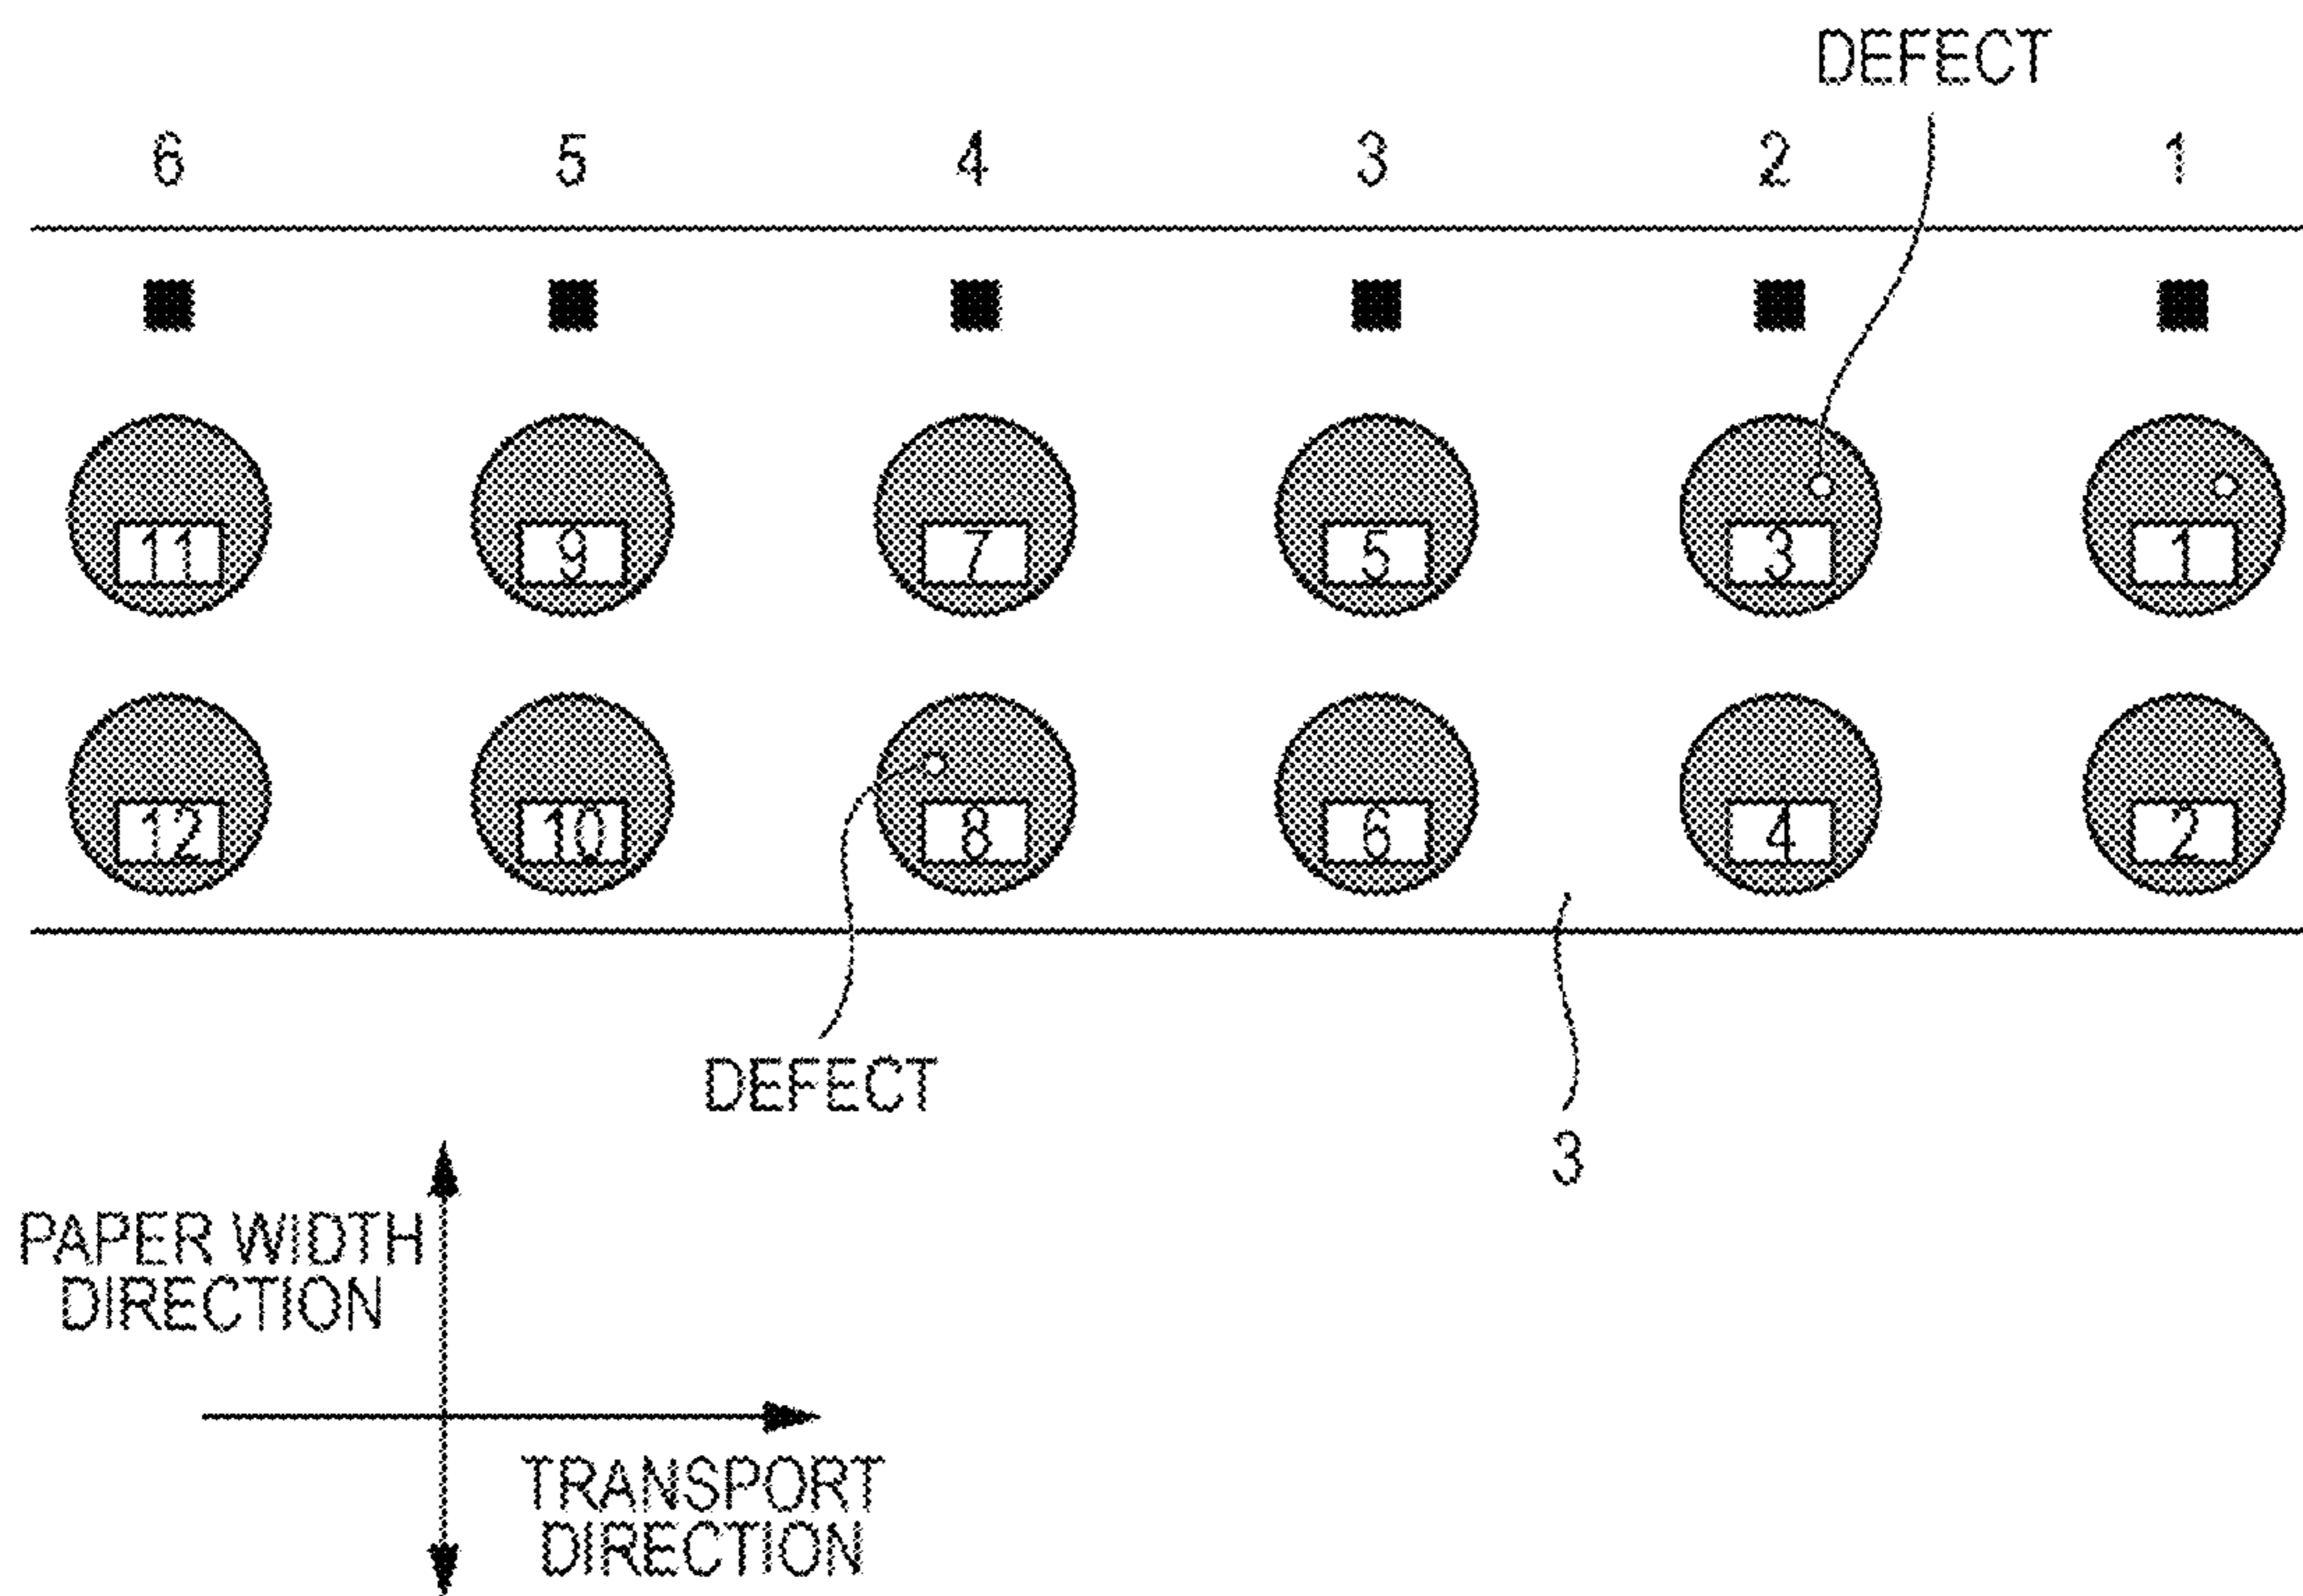 DEFECT
6 5 4 3 2 1
11 9 7 5 3 1
12 10 8 6 4 2
DEFECT
3
PAPER WIDTH
DIRECTION
TRANSPORT
DIRECTION